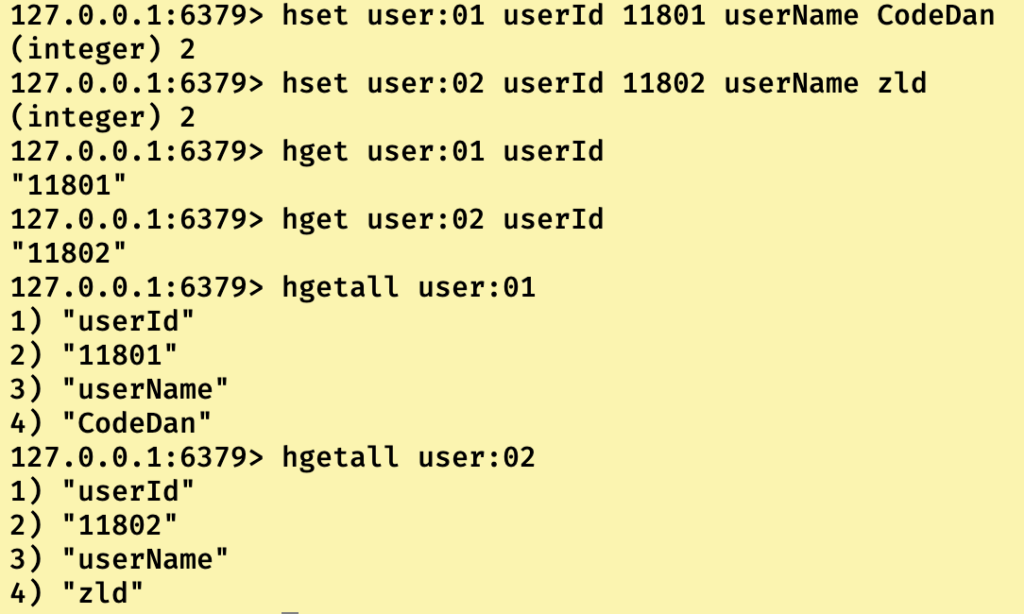 127.0.0.1:6379> hset user:01 userId 11801 userName CodeDan
(integer) 2
127.0.0.1:6379> hset user:02 userId 11802 userName zld
(integer) 2
127.0.0.1:6379> hget user:01 userId
"11801"
127.0.0.1:6379> hget user:02 userId
"11802"
127.0.0.1:6379> hgetall user:01
1) "userId"
2) "11801"
3) "userName"
4) "CodeDan"
127.0.0.1:6379> hgetall user:02
1) "userId"
2) "11802"
3) "userName"
4) "zld"